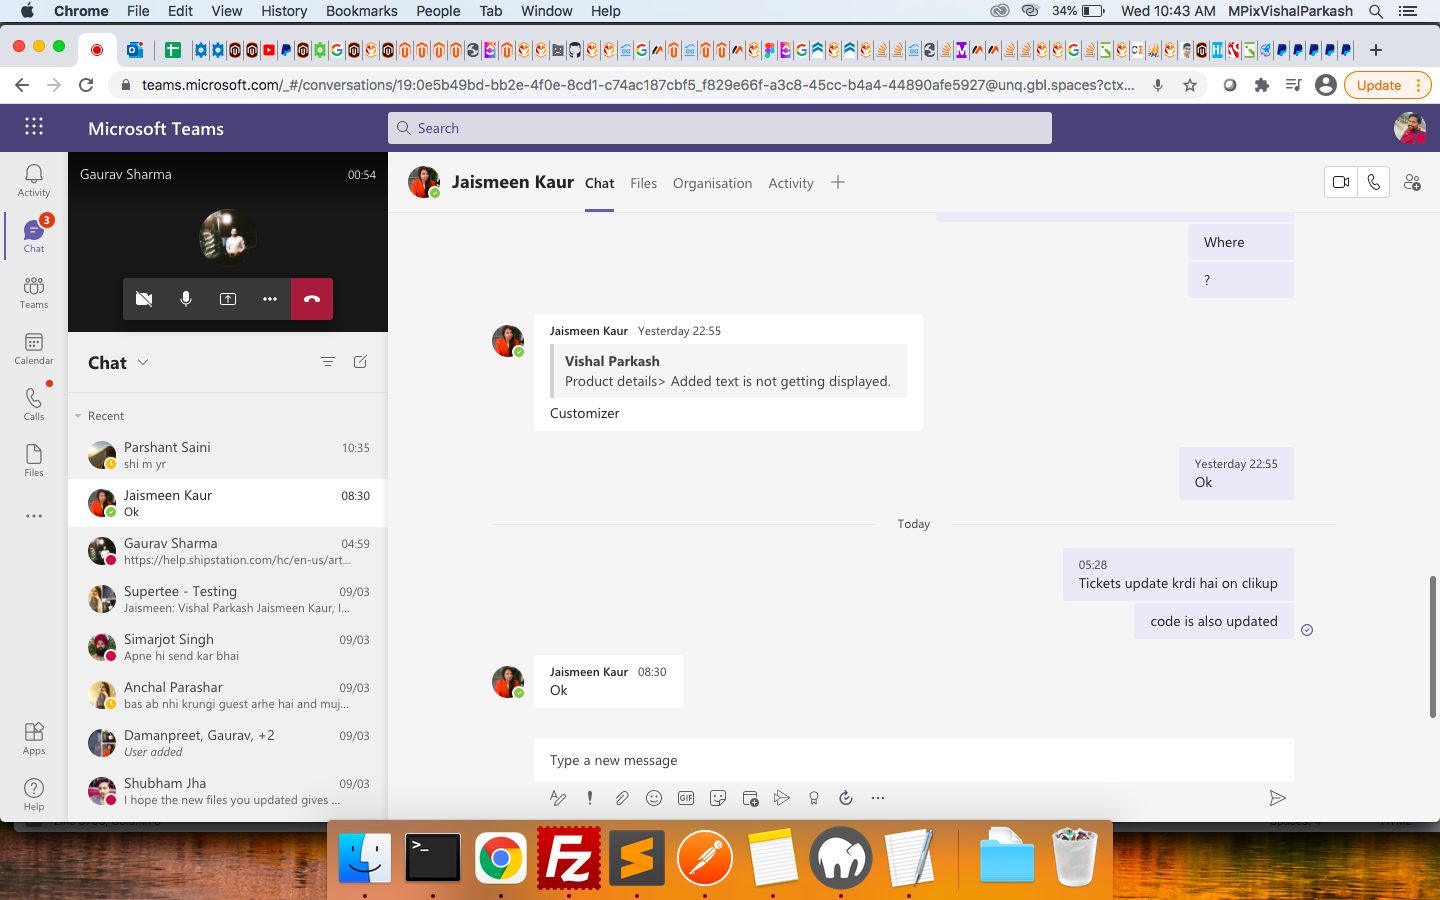 Chrome File Edit View History Bookmarks People Tab Window Help
34% Wed 10:43 AM MPixVishalParkash
teams.microsoft.com/_#/conversations/19:0e5b49bd-bb2e-4f0e-8cd1-c74ac187cbf5_f829e66f-a3c8-45cc-b4a4-44890afe5927@unq.gbl.spaces?ctx...
Update
Microsoft Teams
Search
Activity
Chat
3
Teams
Calendar
Calls
Files
Apps
Help
Gaurav Sharma 00:54
Chat
Recent
Parshant Saini 10:35
shi m yr
Jaismeen Kaur 08:30
Ok
Gaurav Sharma 04:59
https://help.shipstation.com/hc/en-us/art...
Supertee - Testing 09/03
Jaismeen: Vishal Parkash Jaismeen Kaur, I...
Simarjot Singh 09/03
Apne hi send kar bhai
Anchal Parashar 09/03
bas ab nhi krungi guest arhe hai and muj...
Damanpreet, Gaurav, +2 09/03
User added
Shubham Jha 09/03
I hope the new files you updated gives ...
Jaismeen Kaur Chat Files Organisation Activity
Where
?
Jaismeen Kaur Yesterday 22:55
Vishal Parkash
Product details> Added text is not getting displayed.
Customizer
Yesterday 22:55
Ok
Today
05:28
Tickets update krdi hai on clikup
code is also updated
Jaismeen Kaur 08:30
Ok
Type a new message
GIF